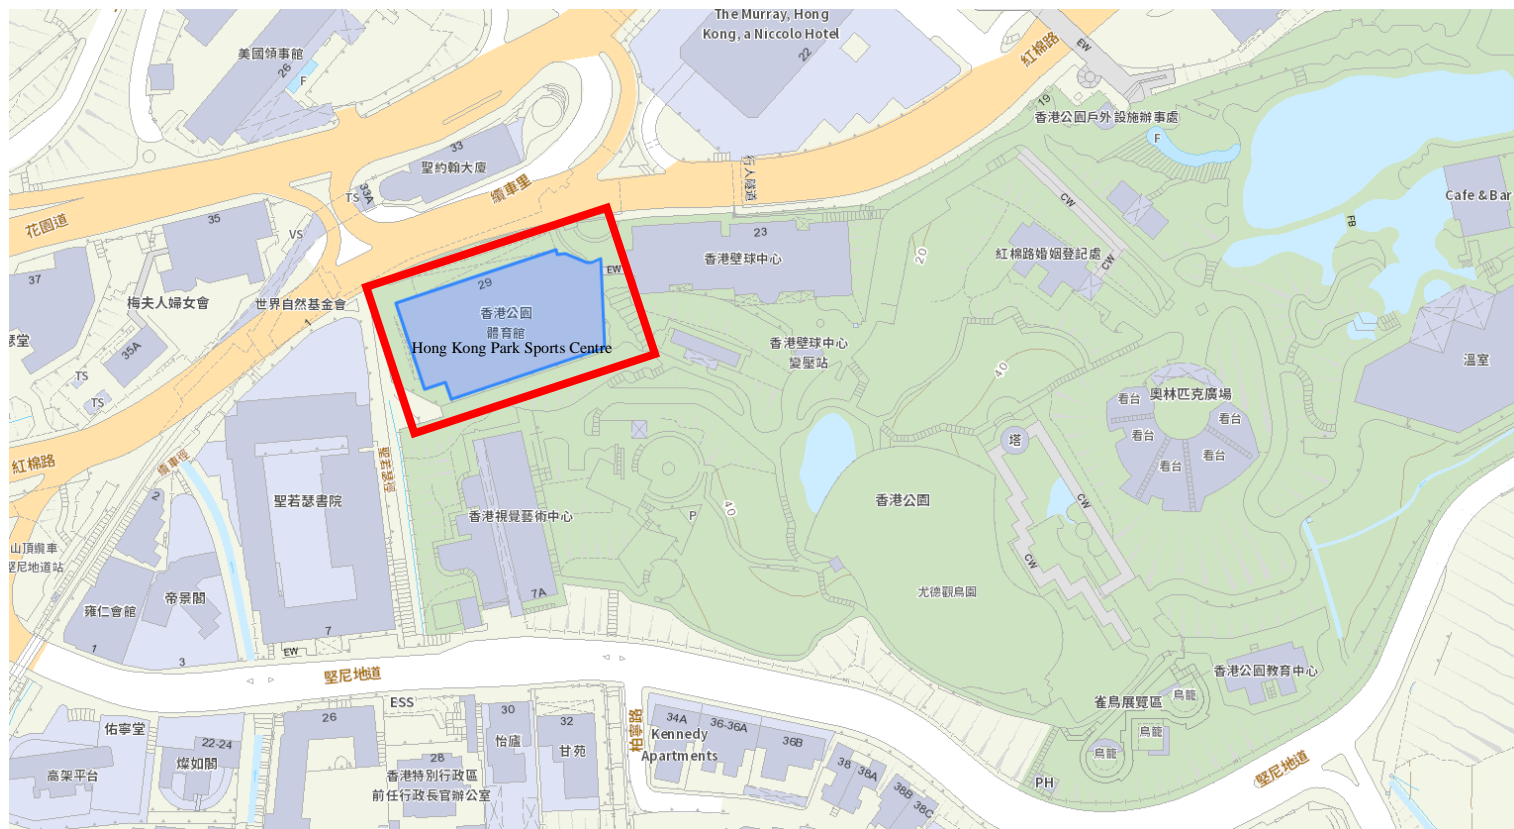 The Murray, Hong
Kong, a Niccolo Hotel
22
美國領事館
26
F
紅棉路
EW
19
香港公園戶外設施辦事處
F
33
聖約翰大廈
33A
TS
纜車里
行人隧道
花園道
35
VS
37
梅夫人婦女會
世界自然基金會
1
35A
TS
TS
紅棉路
纜車徑
29
香港公園
體育館
Hong Kong Park Sports Centre
EW
23
香港壁球中心
香港壁球中心
變壓站
20
40
40
CW
CW
紅棉路婚姻登記處
Cafe & Bar
FB
溫室
奧林匹克廣場
看台
看台
看台
看台
看台
塔
CW
CW
香港公園
尤德觀鳥園
聖若瑟書院
7
EW
香港視覺藝術中心
7A
P
2
山頂纜車
堅尼地道站
雍仁會館
1
帝景閣
3
堅尼地道
ESS
佑寧堂
22-24
燦如閣
高架平台
26
28
香港特別行政區
前任行政長官辦公室
30
怡廬
32
甘苑
柏寧路
34A
Kennedy
Apartments
36-36A
36B
38
38A
38B
38C
PH
雀鳥展覽區
鳥籠
鳥籠
鳥籠
香港公園教育中心
堅尼地道